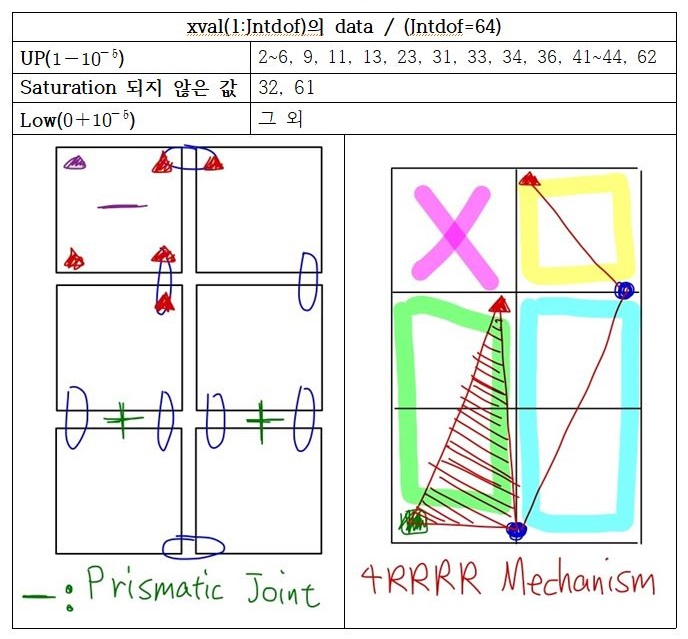 xval(1:Jntdof)의 data / (Jntdof=64)
UP(1−10⁻⁵) 2~6, 9, 11, 13, 23, 31, 33, 34, 36, 41~44, 62
Saturation 되지 않은 값 32, 61
Low(0+10⁻⁵) 그 외
— : Prismatic Joint
4RRRR Mechanism